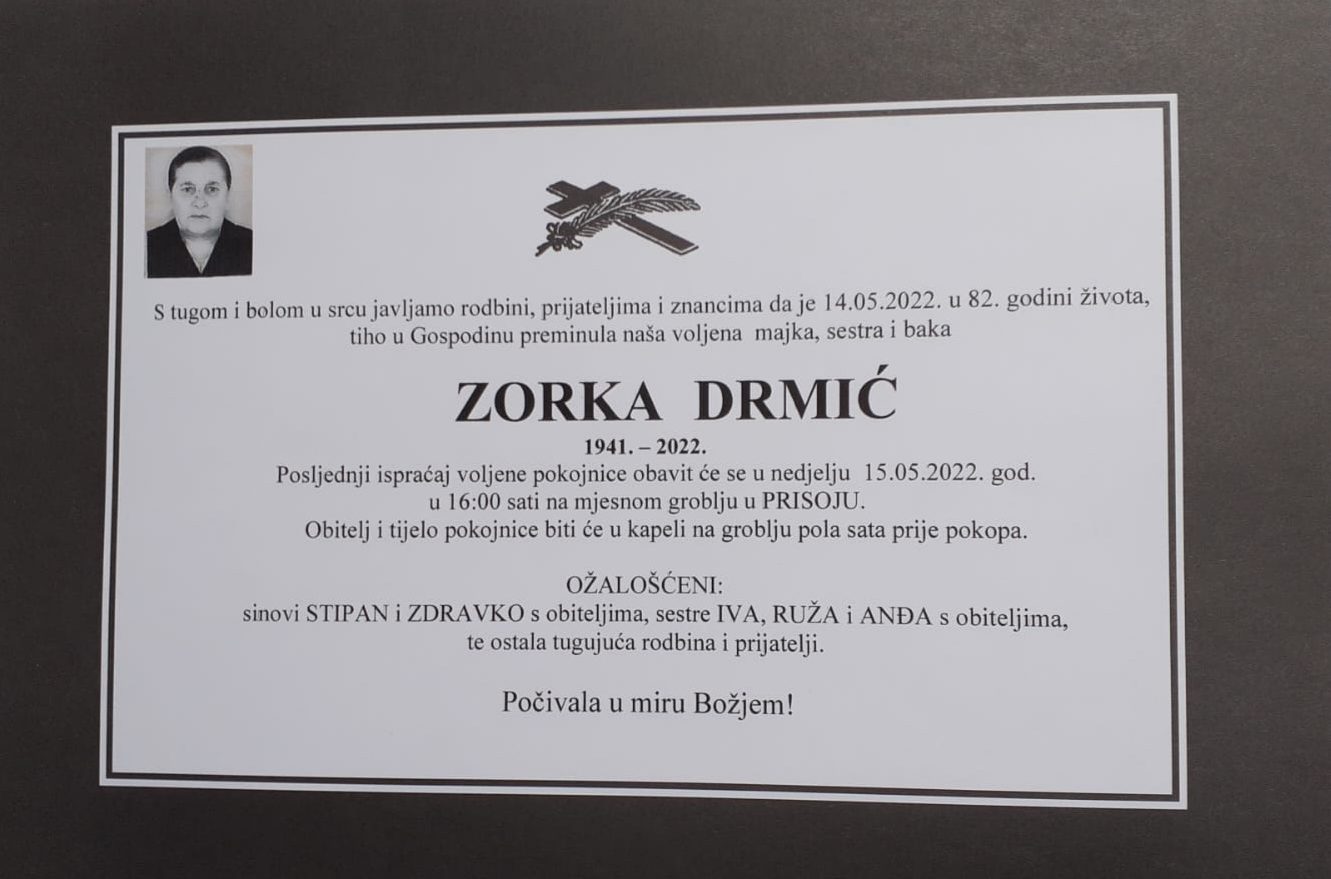 S tugom i bolom u srcu javljamo rodbini, prijateljima i znancima da je 14.05.2022. u 82. godini života,
tiho u Gospodinu preminula naša voljena majka, sestra i baka
ZORKA DRMIĆ
1941. – 2022.
Posljednji ispraćaj voljene pokojnice obavit će se u nedjelju 15.05.2022. god.
u 16:00 sati na mjesnom groblju u PRISOJU.
Obitelj i tijelo pokojnice biti će u kapeli na groblju pola sata prije pokopa.
OŽALOŠĆENI:
sinovi STIPAN i ZDRAVKO s obiteljima, sestre IVA, RUŽA i ANĐA s obiteljima,
te ostala tugujuća rodbina i prijatelji.
Počivala u miru Božjem!